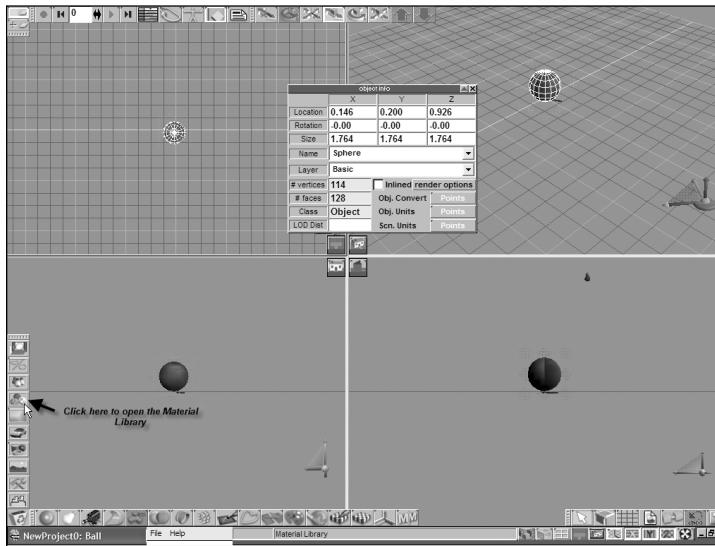 0
object info
X Y Z
Location 0.146 0.200 0.926
Rotation -0.00 -0.00 -0.00
Size 1.764 1.764 1.764
Name Sphere
Layer Basic
# vertices 114 Inlined render options
# faces 128 Obj. Convert Points
Class Object Obj. Units Points
LOD Dist Scn. Units Points
Click here to open the Material
Library
NewProject0: Ball File Help Material Library